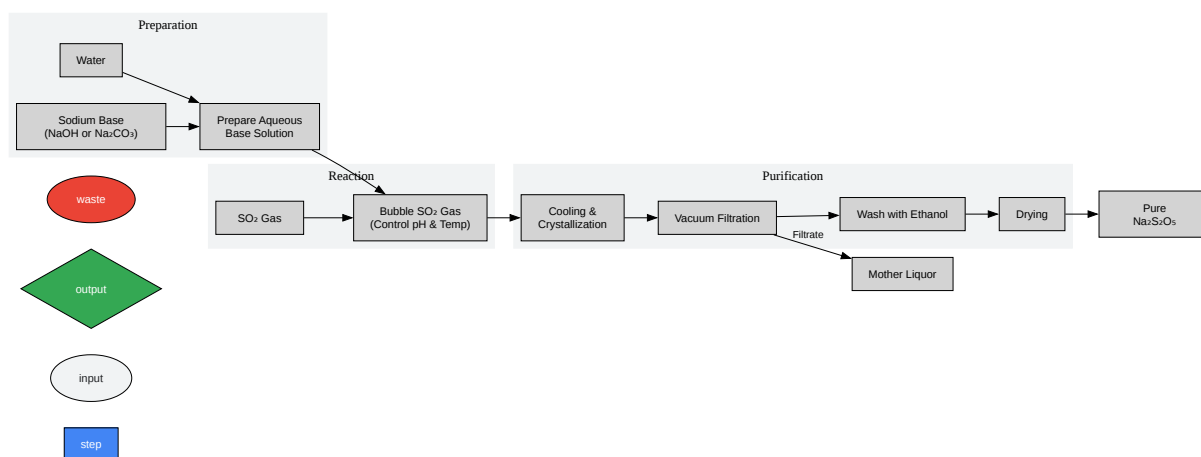 Preparation
Water
Sodium Base
(NaOH or Na₂CO₃)
Prepare Aqueous
Base Solution
Reaction
SO₂ Gas
Bubble SO₂ Gas
(Control pH & Temp)
Purification
Cooling &
Crystallization
Vacuum Filtration
Filtrate
Wash with Ethanol
Drying
Pure
Na₂S₂O₅
Mother Liquor
waste
output
input
step